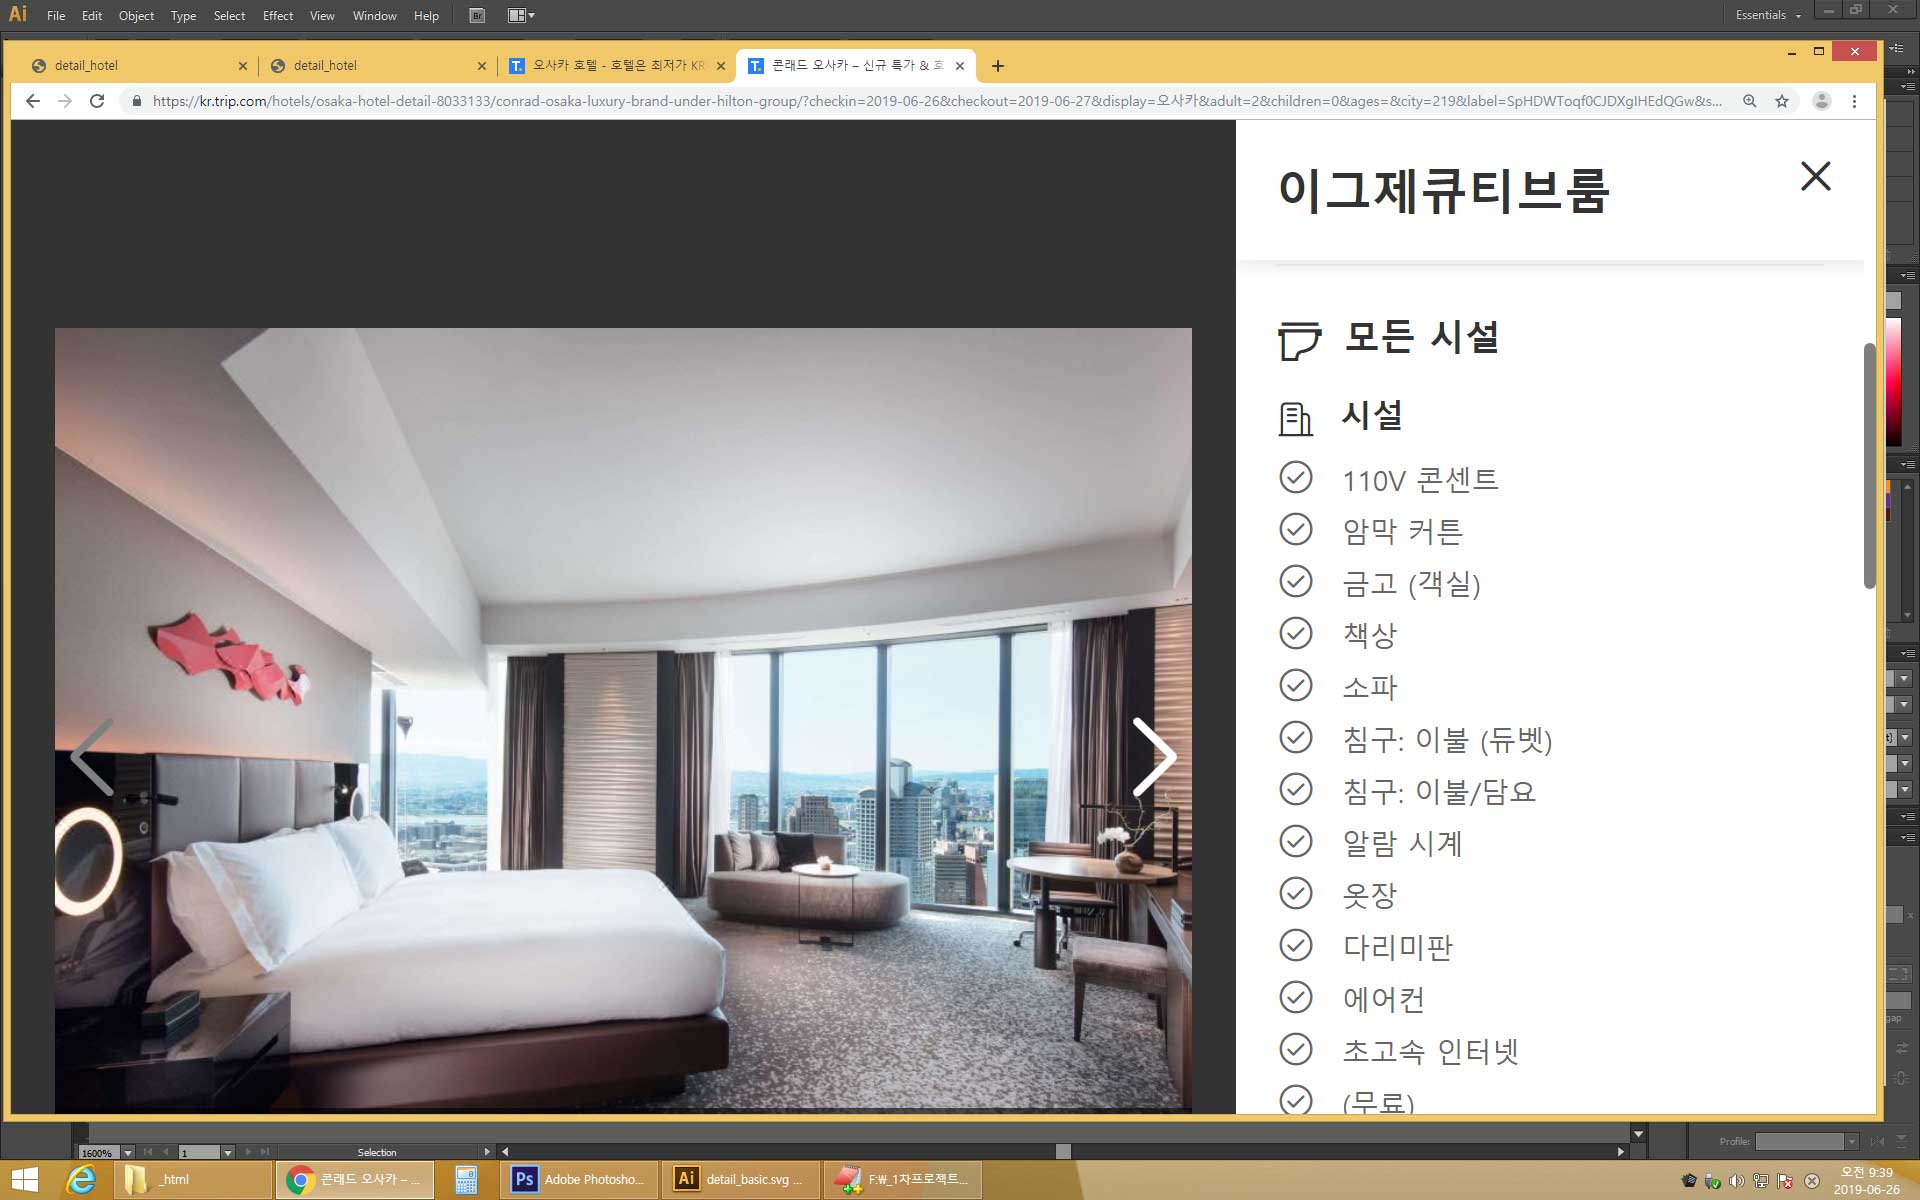 Ai File Edit Object Type Select Effect View Window Help Br Essentials
detail_hotel detail_hotel 오사카 호텔 - 호텔은 최저가 KR 콘래드 오사카 – 신규 특가 & 호
https://kr.trip.com/hotels/osaka-hotel-detail-8033133/conrad-osaka-luxury-brand-under-hilton-group/?checkin=2019-06-26&checkout=2019-06-27&display=오사카&adult=2&children=0&ages=&city=219&label=SpHDWToqf0CJDXgIHEdQGw&s...
이그제큐티브룸
모든 시설
시설
110V 콘센트
암막 커튼
금고 (객실)
책상
소파
침구: 이불 (듀벳)
침구: 이불/담요
알람 시계
옷장
다리미판
에어컨
초고속 인터넷
(무료)
gap
1600% 1 Selection Profile:
_html 콘래드 오사카 – ... Ps Adobe Photosho... Ai detail_basic.svg ... F:₩_1차프로젝트... 오전 9:39
2019-06-26